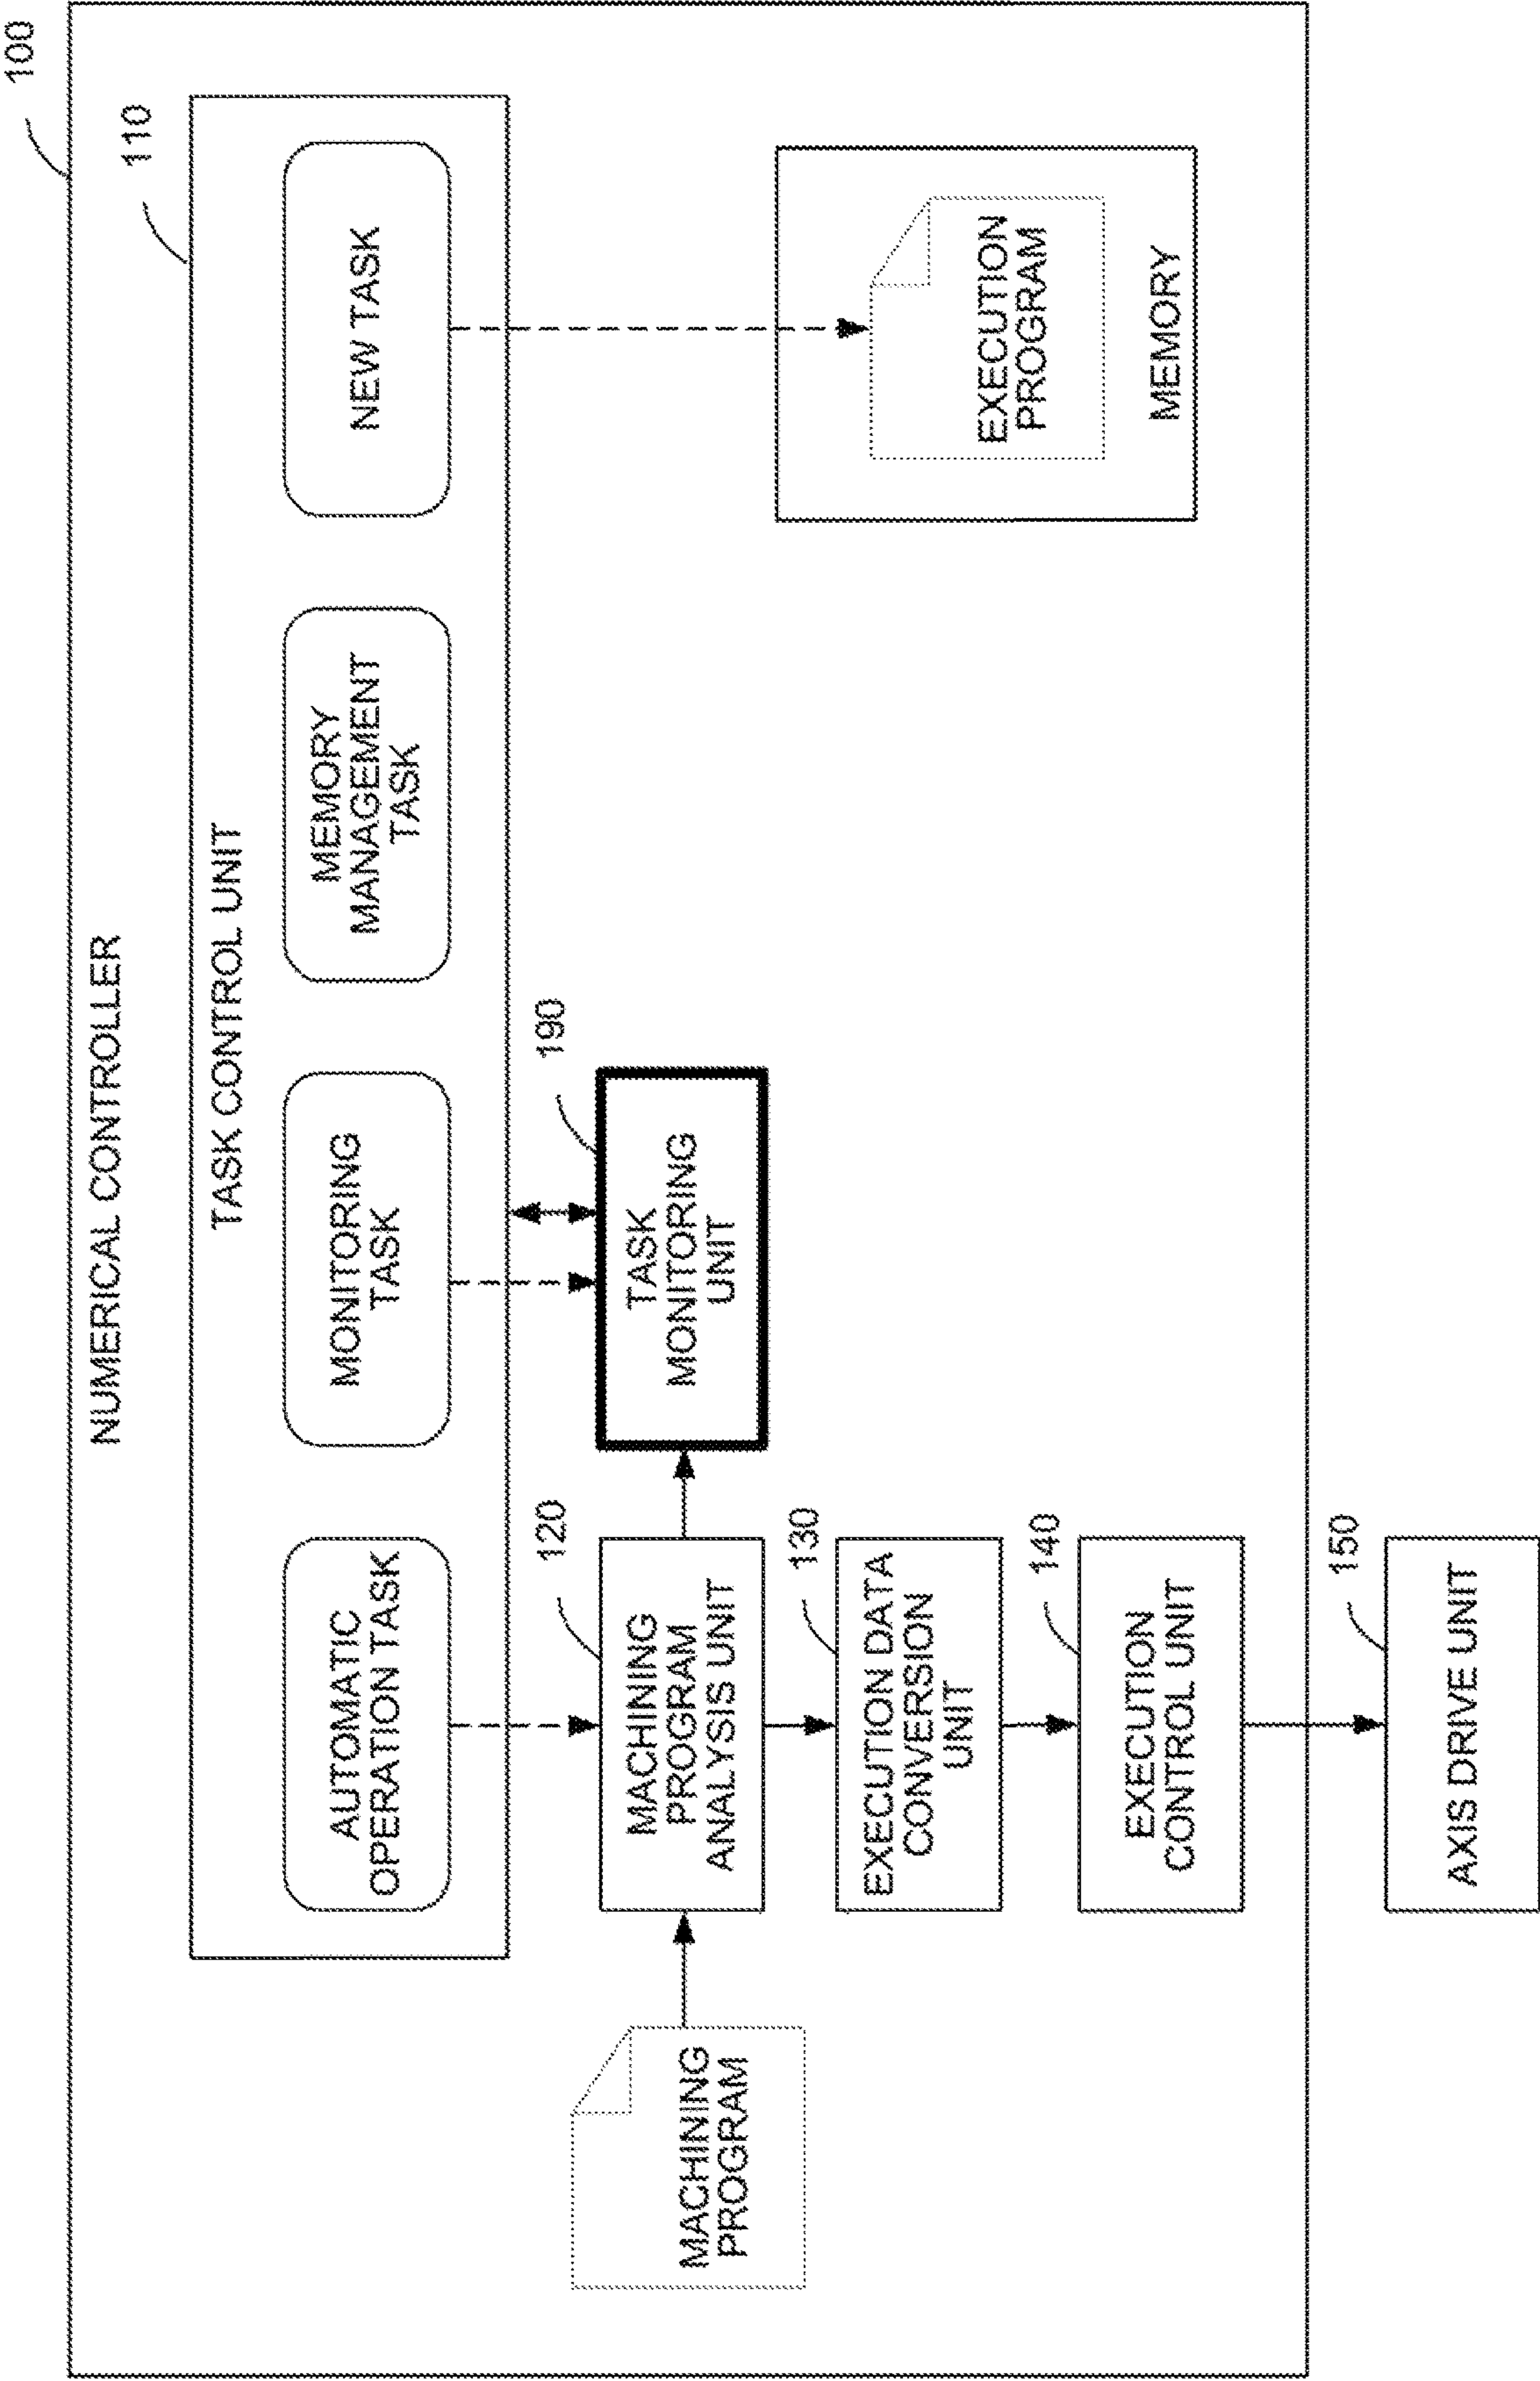 100
NUMERICAL CONTROLLER
110
TASK CONTROL UNIT
AUTOMATIC
OPERATION TASK
MONITORING
TASK
MEMORY
MANAGEMENT
TASK
NEW TASK
120
190
MACHINING
PROGRAM
MACHINING
PROGRAM
ANALYSIS UNIT
TASK
MONITORING
UNIT
130
EXECUTION DATA
CONVERSION
UNIT
EXECUTION
PROGRAM
MEMORY
140
EXECUTION
CONTROL UNIT
150
AXIS DRIVE UNIT